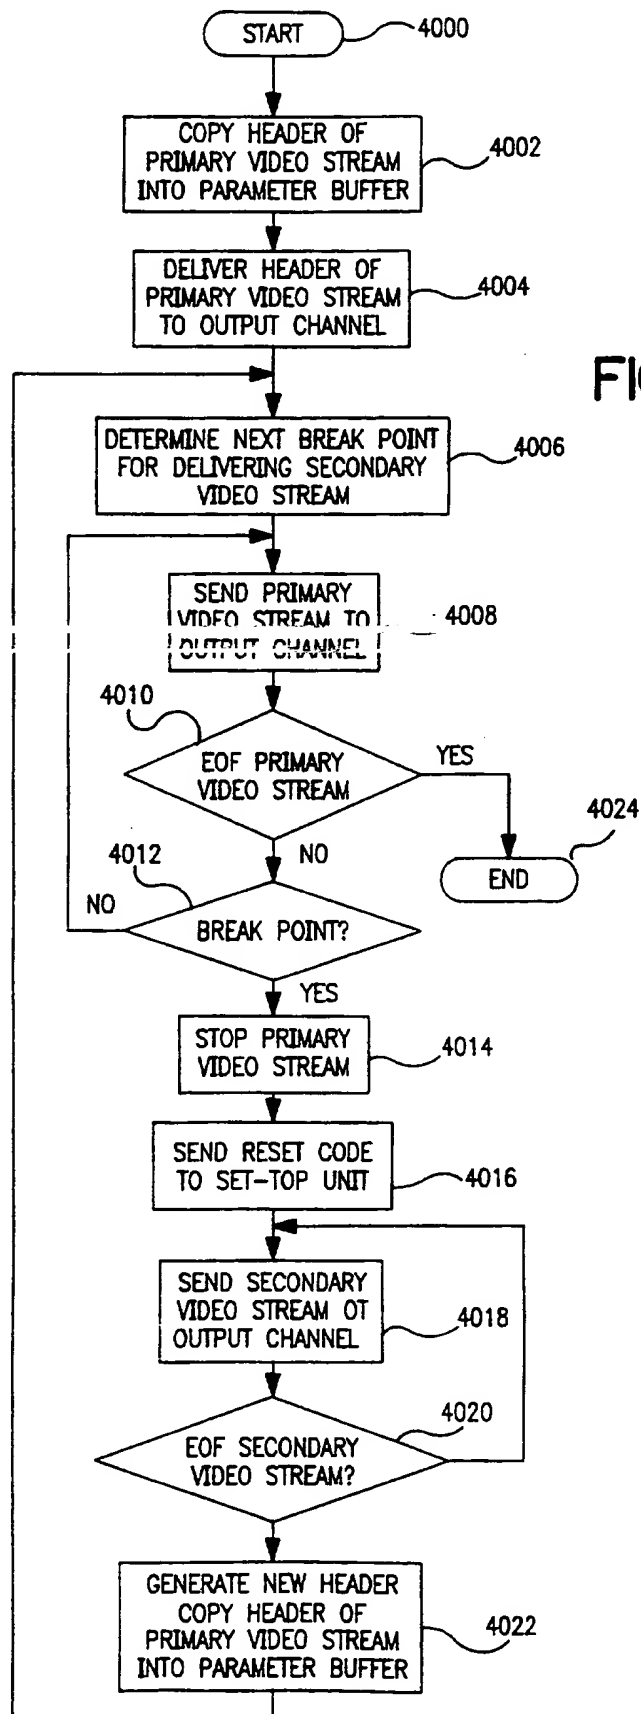 START
4000
COPY HEADER OF
PRIMARY VIDEO STREAM
INTO PARAMETER BUFFER
4002
DELIVER HEADER OF
PRIMARY VIDEO STREAM
TO OUTPUT CHANNEL
4004
FIG
DETERMINE NEXT BREAK POINT
FOR DELIVERING SECONDARY
VIDEO STREAM
4006
SEND PRIMARY
VIDEO STREAM TO
OUTPUT CHANNEL
4008
4010
EOF PRIMARY
VIDEO STREAM
YES
NO
4024
END
4012
NO
BREAK POINT?
YES
STOP PRIMARY
VIDEO STREAM
4014
SEND RESET CODE
TO SET-TOP UNIT
4016
SEND SECONDARY
VIDEO STREAM OT
OUTPUT CHANNEL
4018
4020
EOF SECONDARY
VIDEO STREAM?
GENERATE NEW HEADER
COPY HEADER OF
PRIMARY VIDEO STREAM
INTO PARAMETER BUFFER
4022